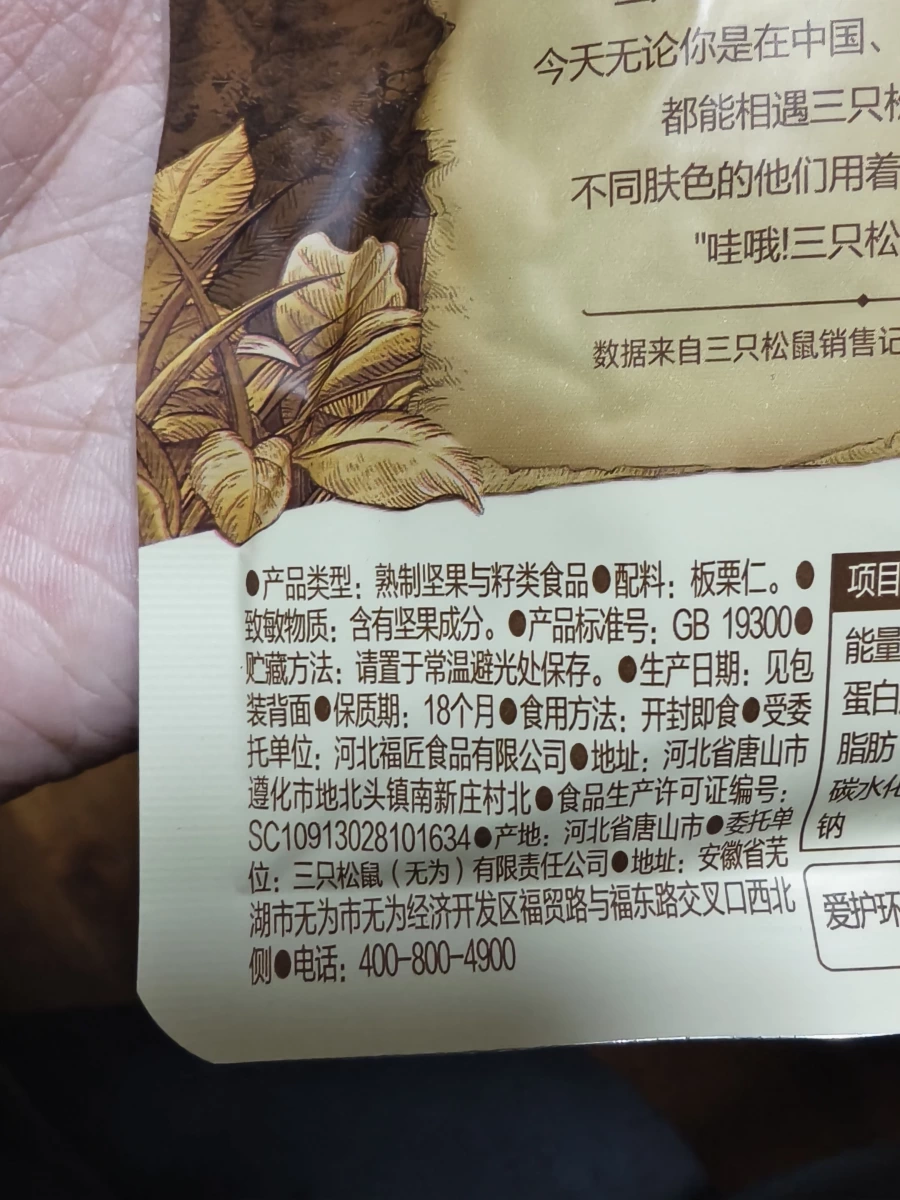 今天无论你是在中国、
都能相遇三只松
不同肤色的他们用着
"哇哦!三只松
数据来自三只松鼠销售记
●产品类型：熟制坚果与籽类食品●配料：板栗仁。●
致敏物质：含有坚果成分。●产品标准号：GB 19300●
贮藏方法：请置于常温避光处保存。●生产日期：见包
装背面●保质期：18个月●食用方法：开封即食●受委
托单位：河北福匠食品有限公司●地址：河北省唐山市
遵化市地北头镇南新庄村北●食品生产许可证编号：
SC10913028101634●产地：河北省唐山市●委托单
位：三只松鼠（无为）有限责任公司●地址：安徽省芜
湖市无为市无为经济开发区福贸路与福东路交叉口西北
侧●电话：400-800-4900
项目
能量
蛋白
脂肪
碳水化
钠
爱护环